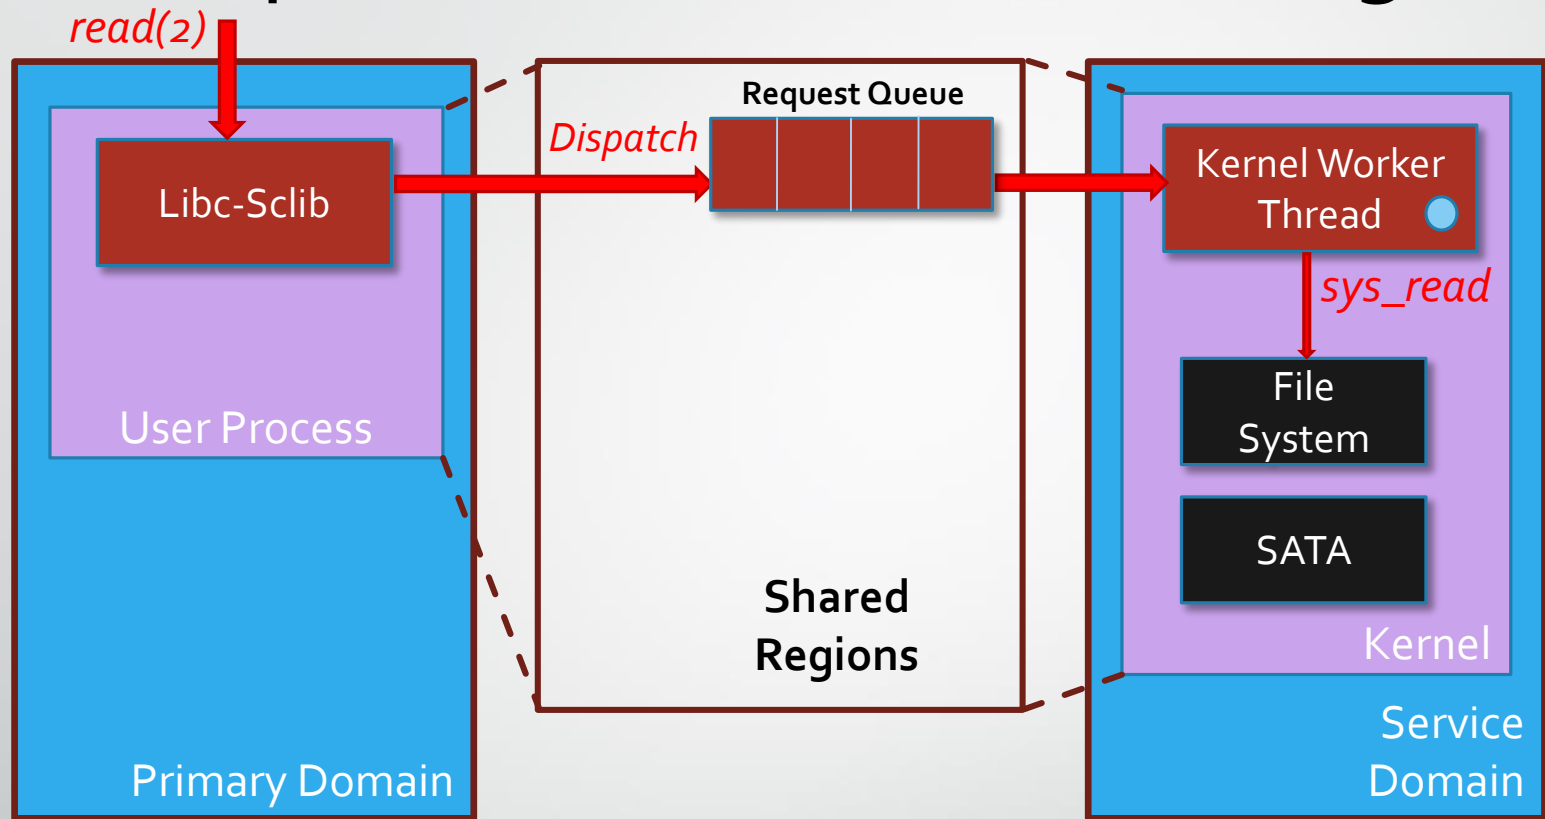 read(2)
Request Queue
Dispatch
Libc-Sclib
Kernel Worker
Thread
sys_read
File
System
User Process
SATA
Shared
Regions
Kernel
Service
Domain
Primary Domain